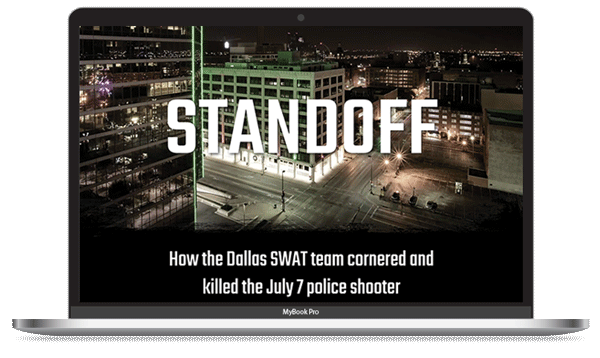 STANDOFF
How the Dallas SWAT team cornered and
killed the July 7 police shooter
MyBook Pro